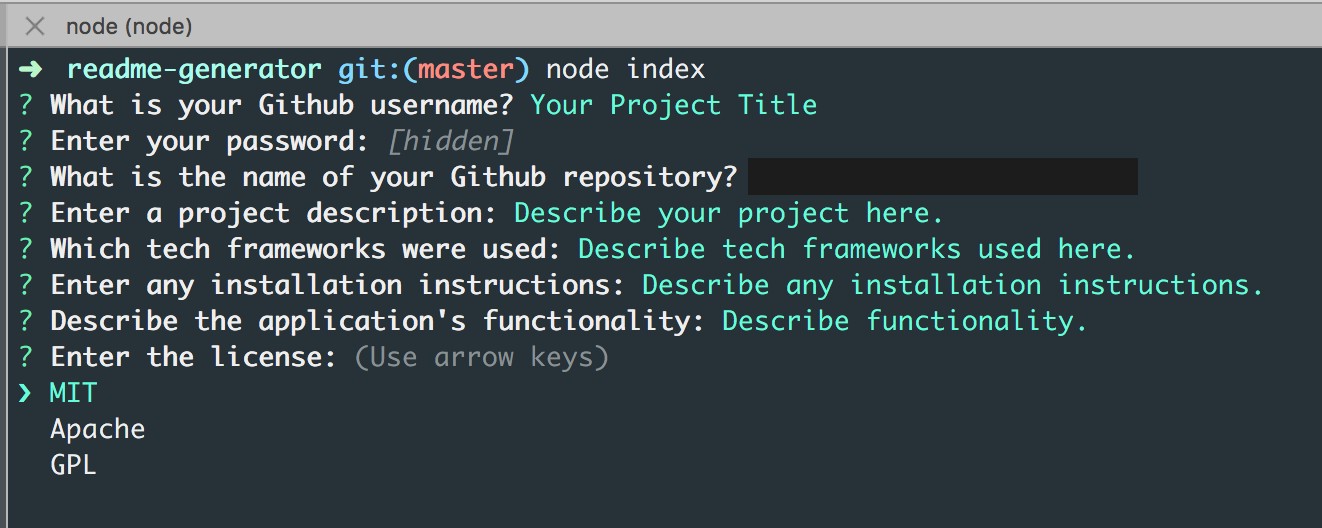 node (node)
➜ readme-generator git:(master) node index
? What is your Github username? Your Project Title
? Enter your password: [hidden]
? What is the name of your Github repository?
? Enter a project description: Describe your project here.
? Which tech frameworks were used: Describe tech frameworks used here.
? Enter any installation instructions: Describe any installation instructions.
? Describe the application's functionality: Describe functionality.
? Enter the license: (Use arrow keys)
❯ MIT
Apache
GPL